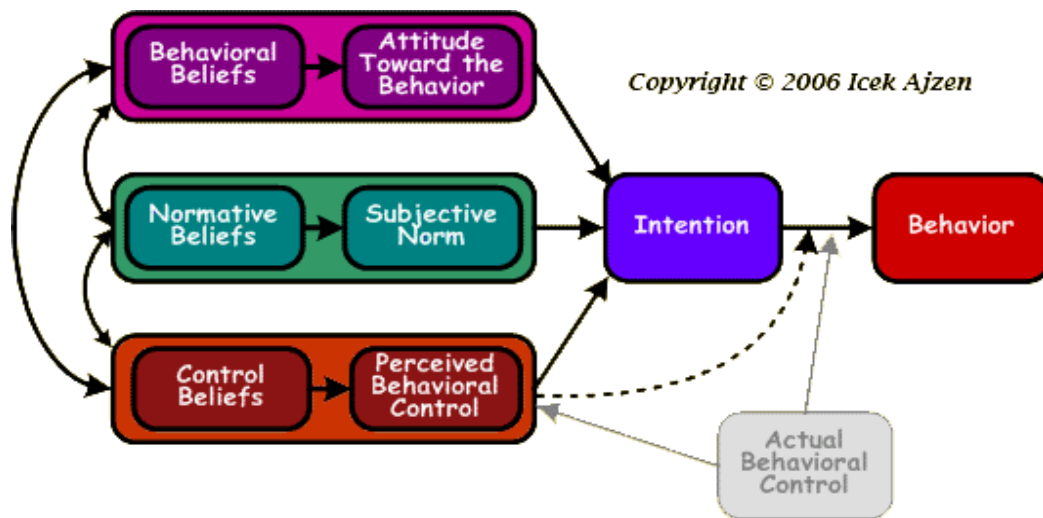 Behavioral
Beliefs
Attitude
Toward the
Behavior
Copyright © 2006 Icek Ajzen
Normative
Beliefs
Subjective
Norm
Intention
Behavior
Control
Beliefs
Perceived
Behavioral
Control
Actual
Behavioral
Control